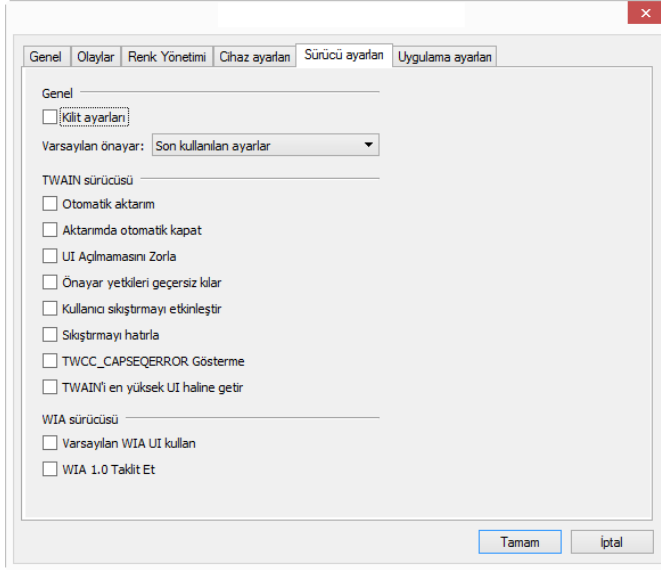 Genel Olaylar Renk Yönetimi Cihaz ayarları Sürücü ayarları Uygulama ayarları
Genel
Kilit ayarları
Varsayılan önayar: Son kullanılan ayarlar
TWAIN sürücüsü
Otomatik aktarım
Aktarımda otomatik kapat
UI Açılmamasını Zorla
Önayar yetkileri geçersiz kılar
Kullanıcı sıkıştırmayı etkinleştir
Sıkıştırmayı hatırla
TWCC_CAPSEQERROR Gösterme
TWAIN'i en yüksek UI haline getir
WIA sürücüsü
Varsayılan WIA UI kullan
WIA 1.0 Taklit Et
Tamam İptal